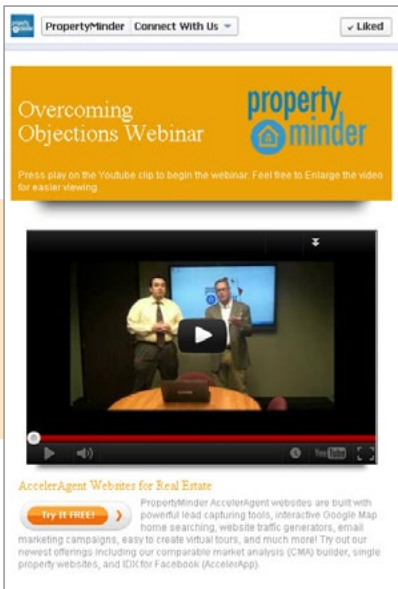 PropertyMinder Connect With Us
Liked
Overcoming
Objections Webinar
property
minder
Press play on the Youtube clip to begin the webinar. Feel free to Enlarge the video
for easier viewing.
YouTube
AccelerAgent Websites for Real Estate
Try It FREE!
PropertyMinder AccelerAgent websites are built with
powerful lead capturing tools, interactive Google Map
home searching, website traffic generators, email
marketing campaigns, easy to create virtual tours, and much more! Try out our
newest offerings including our comparable market analysis (CMA) builder, single
property websites, and IDX for Facebook (AccelerApp).